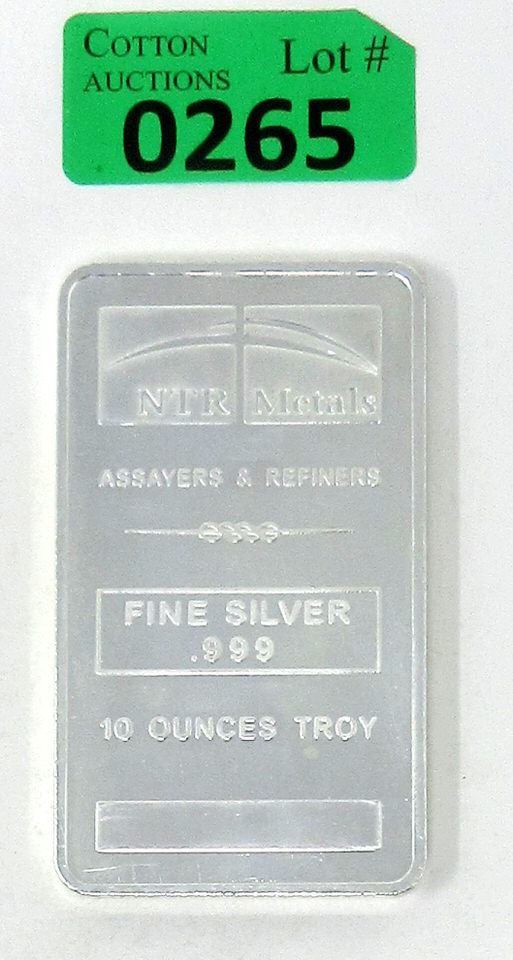 COTTON
AUCTIONS
Lot #
0265
NTR Metals
ASSAYERS & REFINERS
FINE SILVER
.999
10 OUNCES TROY